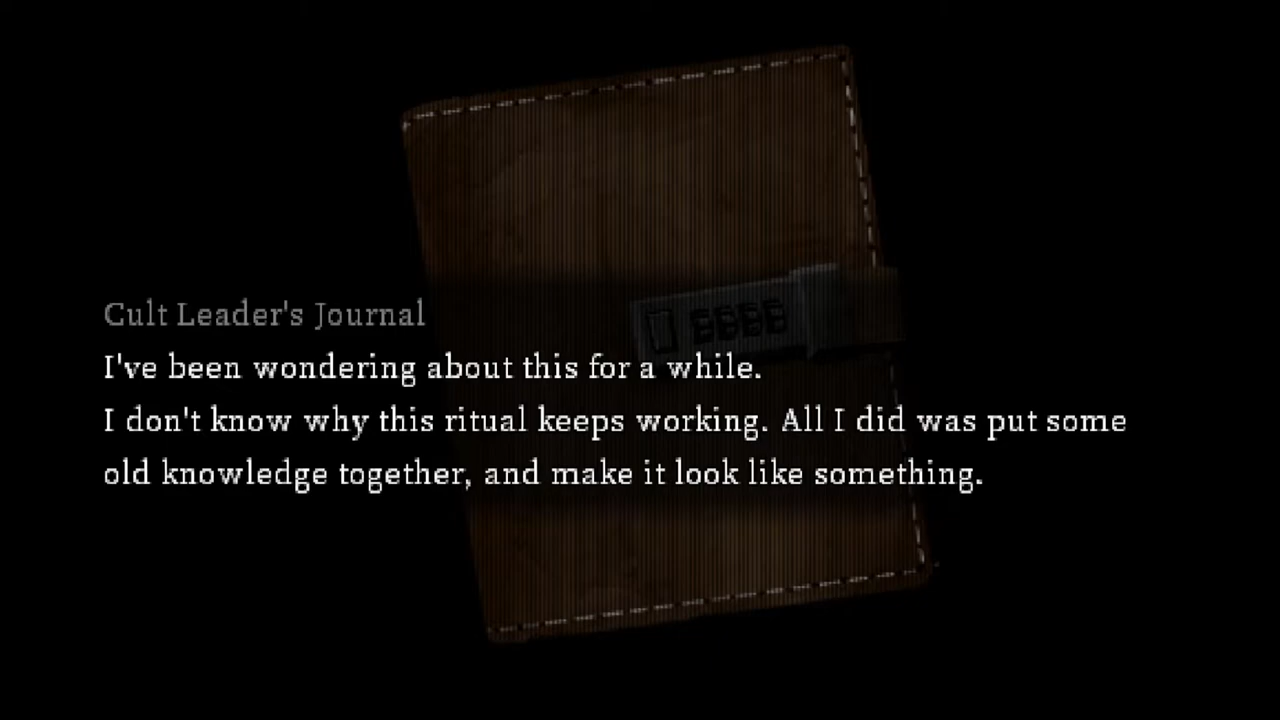 Cult Leader's Journal
I've been wondering about this for a while.
I don't know why this ritual keeps working. All I did was put some
old knowledge together, and make it look like something.